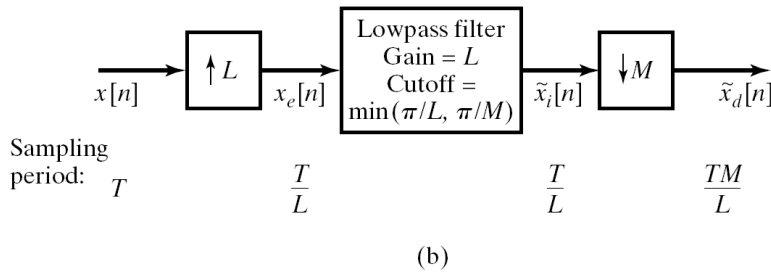 Lowpass filter
Gain = L
Cutoff =
min(π/L, π/M)
↑ L
↓ M
x[n]
xₑ[n]
x̃ᵢ[n]
x̃_d[n]
Sampling
period:
T
T/L
T/L
TM/L
(b)